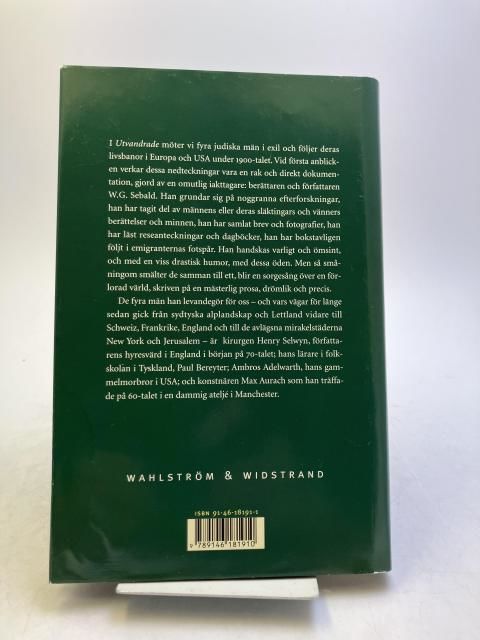 I Utvandrade möter vi fyra judiska män i exil och följer deras
livsbanor i Europa och USA under 1900-talet. Vid första anblick-
en verkar dessa nedteckningar vara en rak och direkt dokumen-
tation, gjord av en omutlig iakttagare: berättaren och författaren
W.G. Sebald. Han grundar sig på noggranna efterforskningar,
han har tagit del av männens eller deras släktingars och vänners
berättelser och minnen, han har samlat brev och fotografier, han
har läst reseanteckningar och dagböcker, han har bokstavligen
följt i emigranternas fotspår. Han handskas varligt och ömsint,
och med en viss drastisk humor, med dessa öden. Men så små-
ningom smälter de samman till ett, blir en sorgesång över en för-
lorad värld, skriven på en mästerlig prosa, drömlik och precis.
De fyra män han levandegör för oss – och vars vägar för länge
sedan gick från sydtyska alplandskap och Lettland vidare till
Schweiz, Frankrike, England och till de avlägsna mirakelstäderna
New York och Jerusalem – är kirurgen Henry Selwyn, författa-
rens hyresvärd i England i början på 70-talet; hans lärare i folk-
skolan i Tyskland, Paul Bereyter; Ambros Adelwarth, hans gam-
melmorbror i USA; och konstnären Max Aurach som han träffa-
de på 60-talet i en dammig ateljé i Manchester.
WAHLSTRÖM & WIDSTRAND
ISBN 91-46-18191-1
9 789146 181910